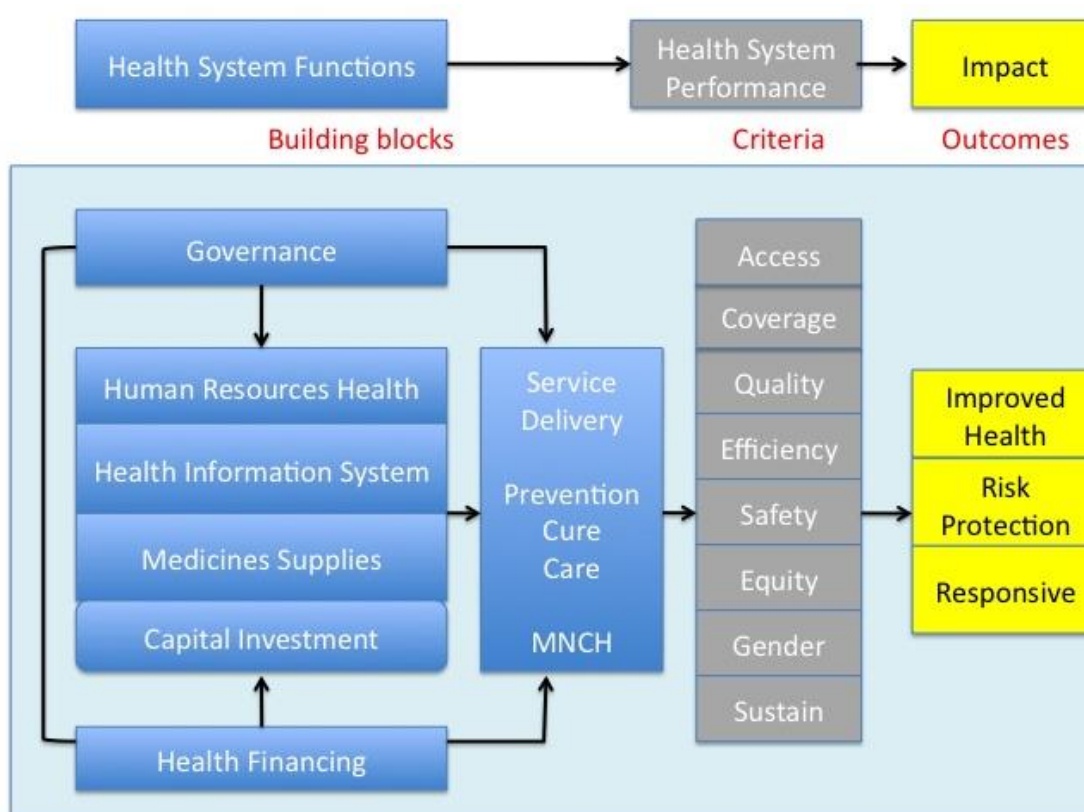 Health System Functions
Health System
Performance
Impact
Building blocks
Criteria
Outcomes
Governance
Human Resources Health
Health Information System
Medicines Supplies
Capital Investment
Health Financing
Service
Delivery
Prevention
Cure
Care
MNCH
Access
Coverage
Quality
Efficiency
Safety
Equity
Gender
Sustain
Improved
Health
Risk
Protection
Responsive